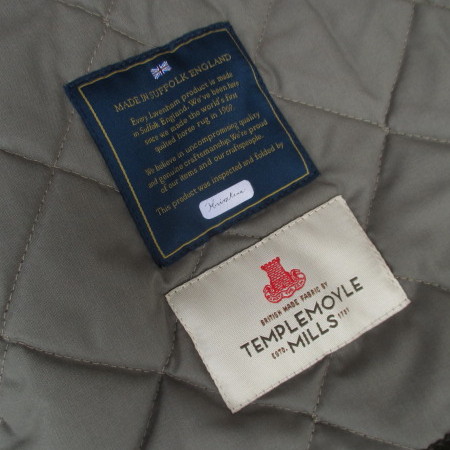 MADE IN SUFFOLK ENGLAND
Every Lavenham product is made
in Suffolk England. We've been here
since we made the world's first
quilted horse rug in 1969.
We believe in uncompromising quality
and genuine craftsmanship. We're proud
of our items and our craftspeople.
This product was inspected and folded by
BRITISH MADE FABRIC BY
TEMPLEMOYLE
ESTD. MILLS 1791